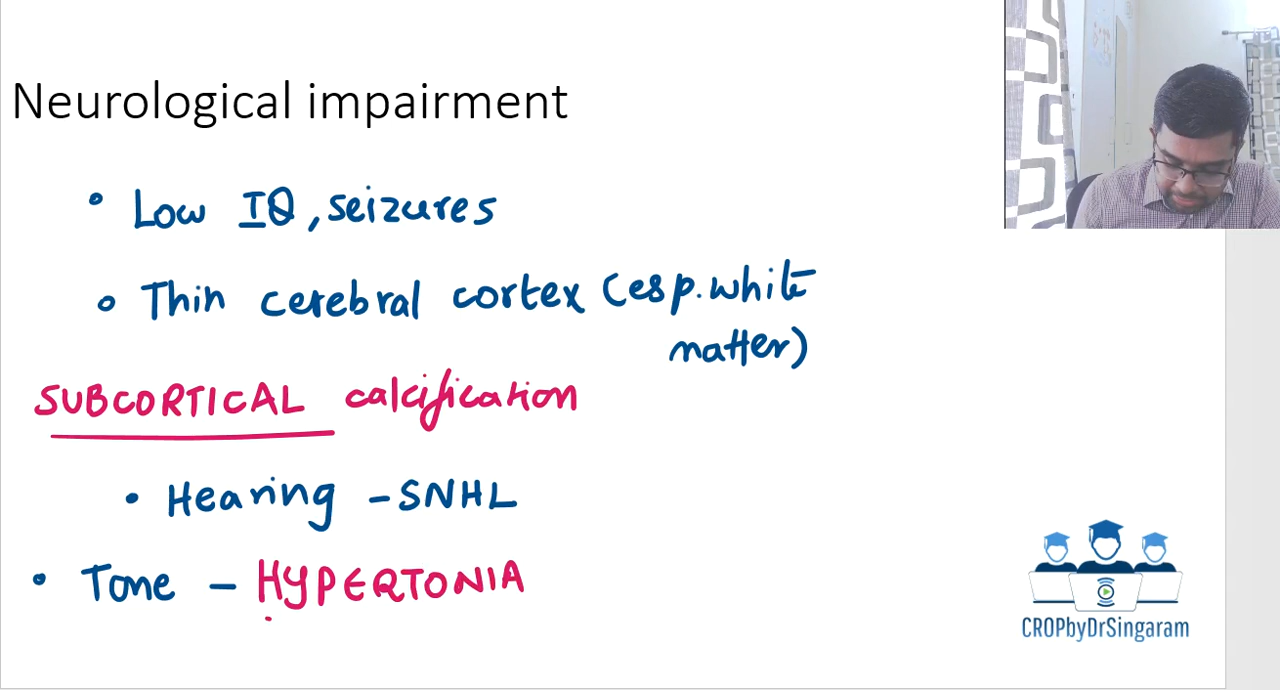 Neurological impairment
• Low IQ, seizures
• Thin cerebral cortex (esp. white
matter)
SUBCORTICAL calcification
• Hearing - SNHL
• Tone - HYPERTONIA
CROPbyDrSingaram